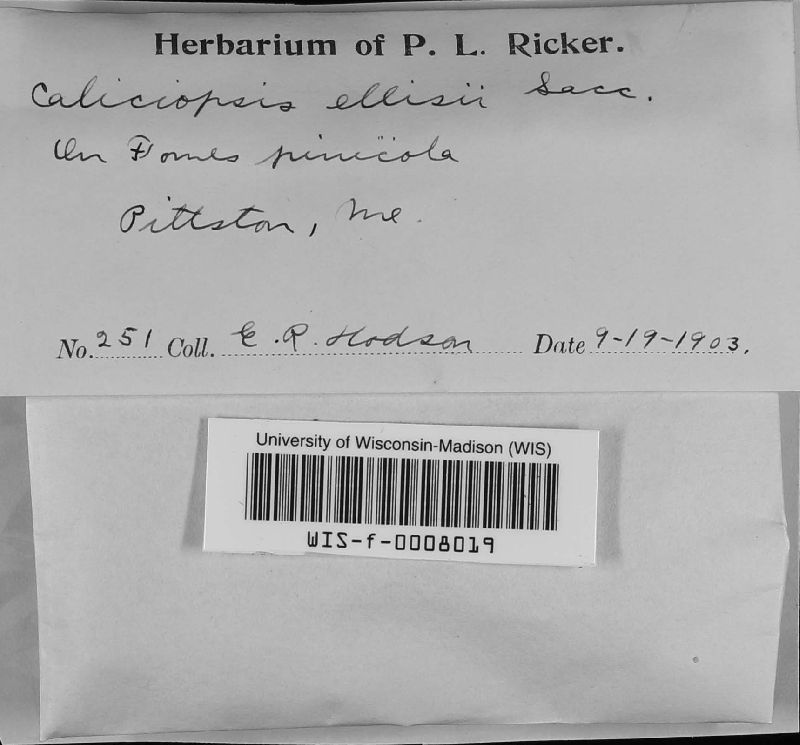 Herbarium of P. L. Ricker.
Caliciopsis ellisii Sacc.
On Fomes pinicola
Pittston, Me.
No. 251 Coll. E. R. Hodson Date 9-19-1903.
University of Wisconsin-Madison (WIS)
WIS-f-0008019